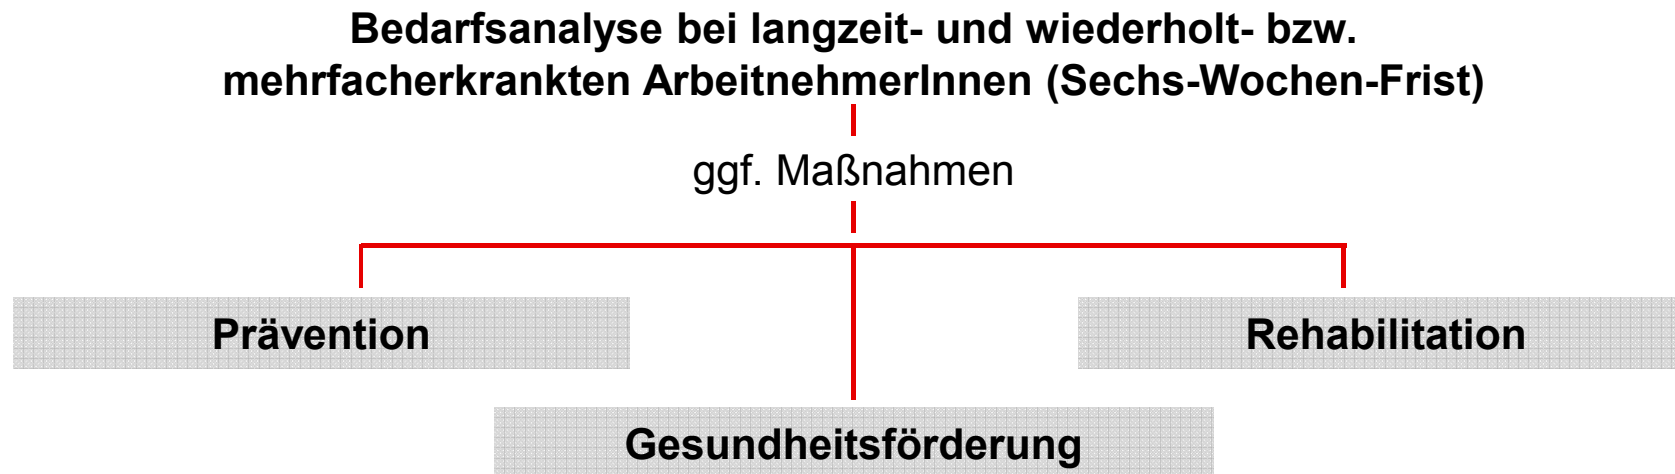 Bedarfsanalyse bei langzeit- und wiederholt- bzw.
mehrfacherkrankten ArbeitnehmerInnen (Sechs-Wochen-Frist)
ggf. Maßnahmen
Prävention
Rehabilitation
Gesundheitsförderung